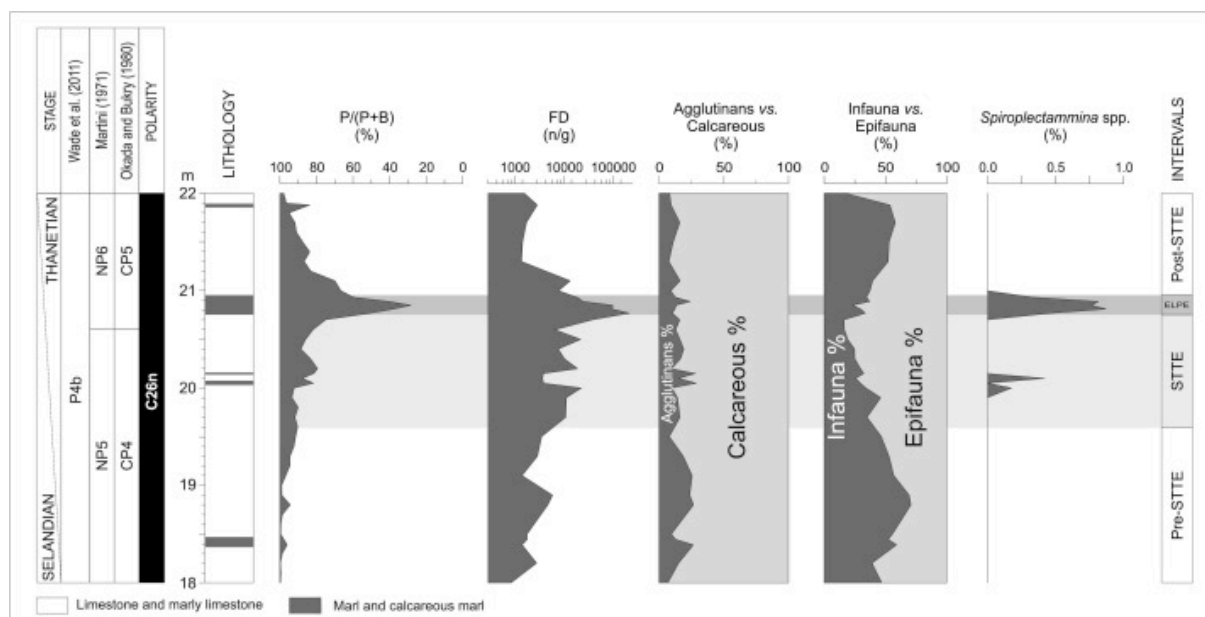 STAGE
Wade et al. (2011)
Martini (1971)
Okada and Bukry (1980)
POLARITY
LITHOLOGY
P/(P+B)
(%)
FD
(n/g)
Agglutinans vs.
Calcareous
(%)
Infauna vs.
Epifauna
(%)
Spiroplectammina spp.
(%)
INTERVALS
m
100 80 60 40 20 0
1000 10000 100000
0 50 100
0 50 100
0.0 0.5 1.0
22
21
20
19
18
THANETIAN
SELANDIAN
P4b
NP6
NP5
CP5
CP4
C26n
Agglutinans %
Calcareous %
Infauna %
Epifauna %
Post-STTE
ELPE
STTE
Pre-STTE
Limestone and marly limestone
Marl and calcareous marl